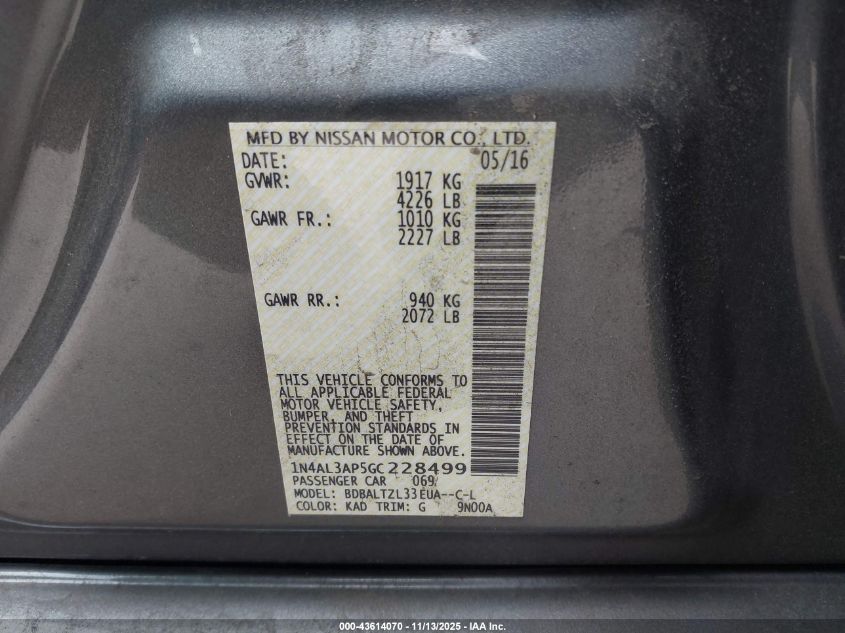 MFD BY NISSAN MOTOR CO., LTD.
DATE: 05/16
GVWR: 1917 KG
4226 LB
GAWR FR.: 1010 KG
2227 LB
GAWR RR.: 940 KG
2072 LB
THIS VEHICLE CONFORMS TO
ALL APPLICABLE FEDERAL
MOTOR VEHICLE SAFETY,
BUMPER, AND THEFT
PREVENTION STANDARDS IN
EFFECT ON THE DATE OF
MANUFACTURE SHOWN ABOVE.
1N4AL3AP5GC228499
PASSENGER CAR 069
MODEL: BDBALTZL33EUA--C-L
COLOR: KAD TRIM: G 9N00A
000-43614070 - 11/13/2025 - IAA Inc.